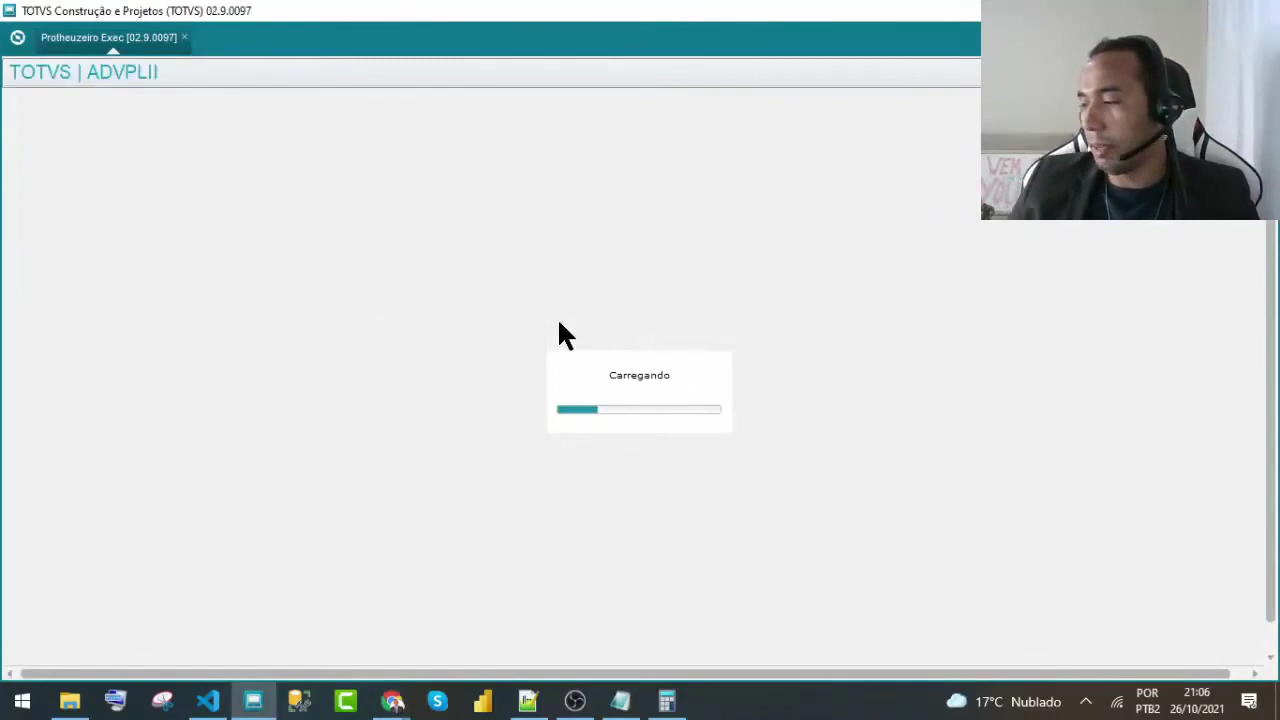 TOTVS Construção e Projetos (TOTVS) 02.9.0097
Protheuzeiro Exec [02.9.0097]
TOTVS | ADVPLII
VEM
Carregando
17°C Nublado
POR
PTB2
21:06
26/10/2021